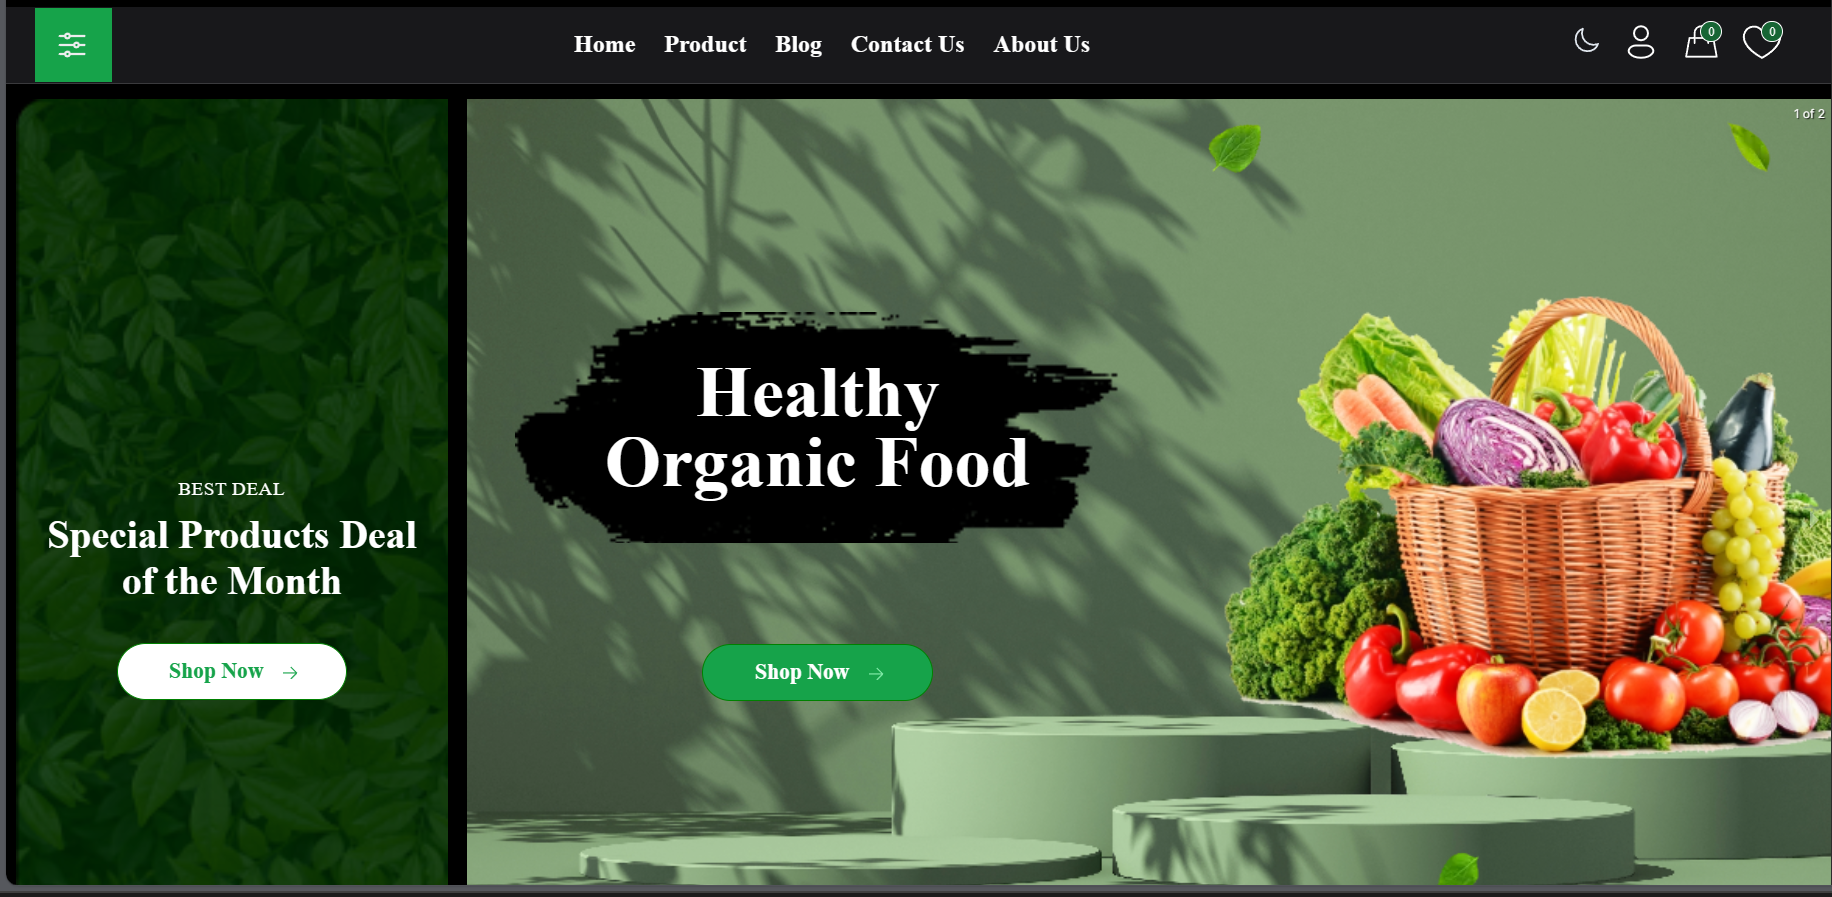 Home Product Blog Contact Us About Us
0
0
1 of 2
BEST DEAL
Special Products Deal
of the Month
Shop Now
Healthy
Organic Food
Shop Now